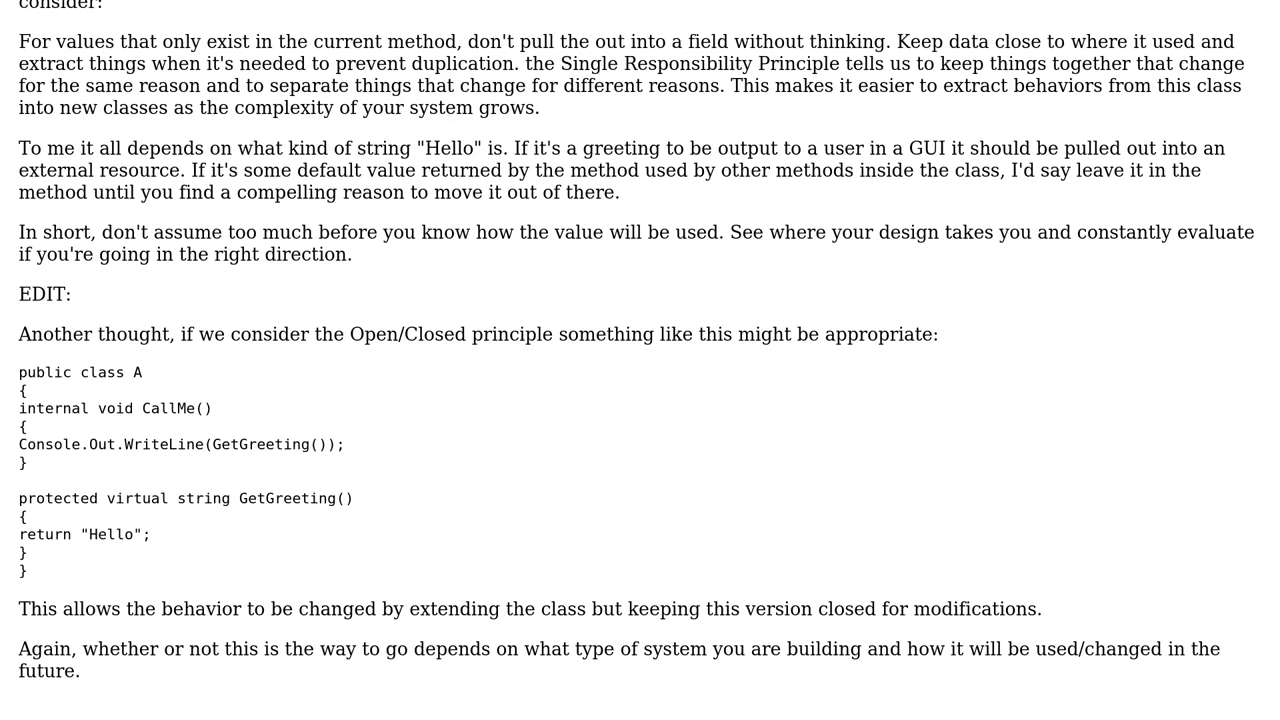 consider:
For values that only exist in the current method, don't pull the out into a field without thinking. Keep data close to where it used and
extract things when it's needed to prevent duplication. the Single Responsibility Principle tells us to keep things together that change
for the same reason and to separate things that change for different reasons. This makes it easier to extract behaviors from this class
into new classes as the complexity of your system grows.
To me it all depends on what kind of string "Hello" is. If it's a greeting to be output to a user in a GUI it should be pulled out into an
external resource. If it's some default value returned by the method used by other methods inside the class, I'd say leave it in the
method until you find a compelling reason to move it out of there.
In short, don't assume too much before you know how the value will be used. See where your design takes you and constantly evaluate
if you're going in the right direction.
EDIT:
Another thought, if we consider the Open/Closed principle something like this might be appropriate:
public class A
{
internal void CallMe()
{
Console.Out.WriteLine(GetGreeting());
}
protected virtual string GetGreeting()
{
return "Hello";
}
}
This allows the behavior to be changed by extending the class but keeping this version closed for modifications.
Again, whether or not this is the way to go depends on what type of system you are building and how it will be used/changed in the
future.